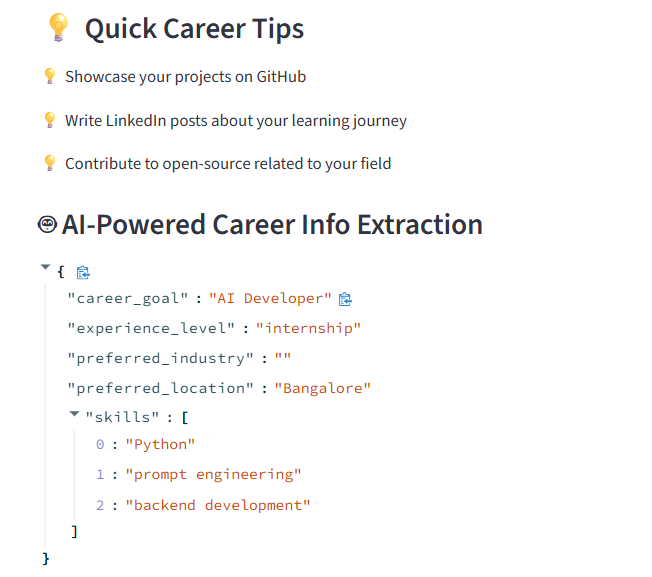 💡 Quick Career Tips
💡 Showcase your projects on GitHub
💡 Write LinkedIn posts about your learning journey
💡 Contribute to open-source related to your field
AI-Powered Career Info Extraction
{
"career_goal" : "AI Developer"
"experience_level" : "internship"
"preferred_industry" : ""
"preferred_location" : "Bangalore"
"skills" : [
0 : "Python"
1 : "prompt engineering"
2 : "backend development"
]
}